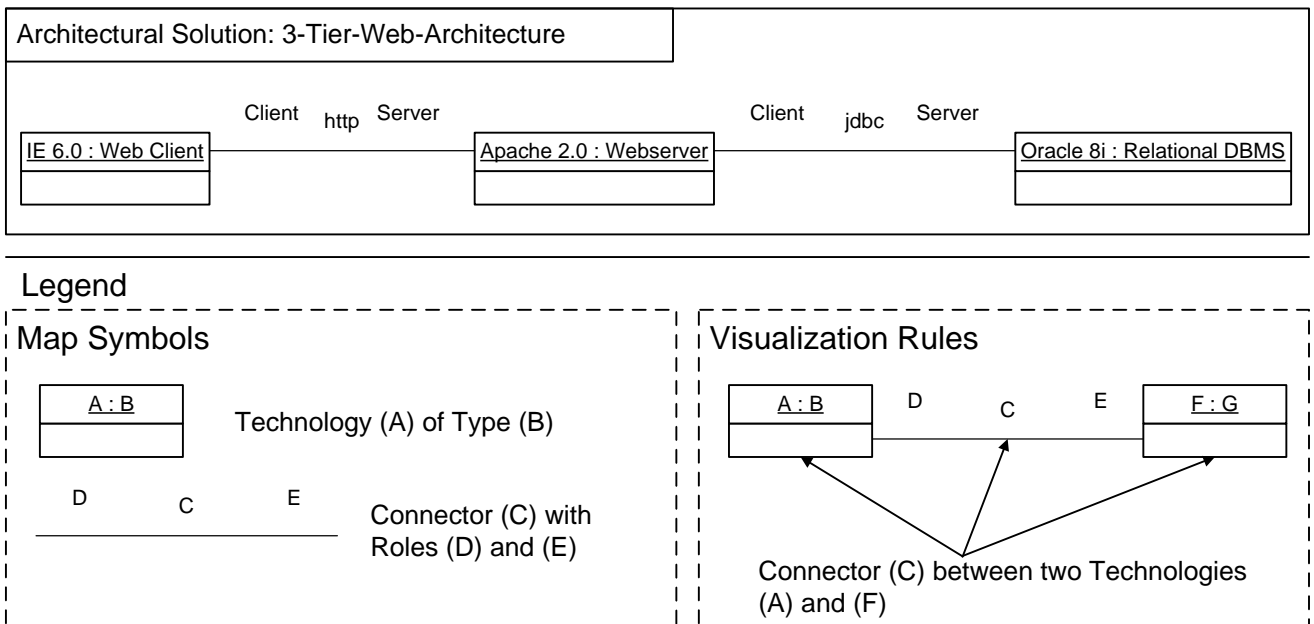 Architectural Solution: 3-Tier-Web-Architecture
Client http Server
Client jdbc Server
IE 6.0 : Web Client
Apache 2.0 : Webserver
Oracle 8i : Relational DBMS
Legend
Map Symbols
A : B
Technology (A) of Type (B)
D C E
Connector (C) with
Roles (D) and (E)
Visualization Rules
A : B
D C E
F : G
Connector (C) between two Technologies
(A) and (F)